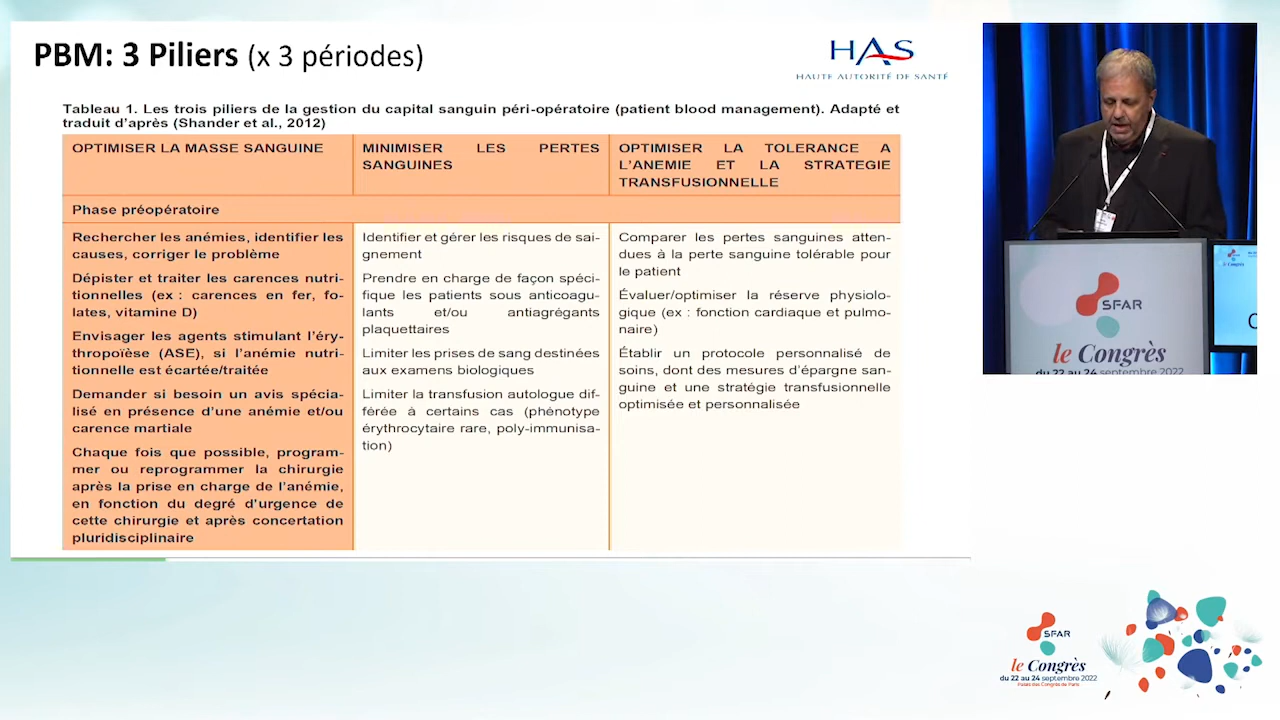 PBM: 3 Piliers (x 3 périodes)
HAS
HAUTE AUTORITÉ DE SANTÉ
Tableau 1. Les trois piliers de la gestion du capital sanguin péri-opératoire (patient blood management). Adapté et
traduit d'après (Shander et al., 2012)
OPTIMISER LA MASSE SANGUINE
MINIMISER LES PERTES
SANGUINES
OPTIMISER LA TOLERANCE A
L'ANEMIE ET LA STRATEGIE
TRANSFUSIONNELLE
Phase préopératoire
Rechercher les anémies, identifier les
causes, corriger le problème
Dépister et traiter les carences nutri-
tionnelles (ex : carences en fer, fo-
lates, vitamine D)
Envisager les agents stimulant l'éry-
thropoïèse (ASE), si l'anémie nutri-
tionnelle est écartée/traitée
Demander si besoin un avis spécia-
lisé en présence d'une anémie et/ou
carence martiale
Chaque fois que possible, program-
mer ou reprogrammer la chirurgie
après la prise en charge de l'anémie,
en fonction du degré d'urgence de
cette chirurgie et après concertation
pluridisciplinaire
Identifier et gérer les risques de sai-
gnement
Prendre en charge de façon spéci-
fique les patients sous anticoagu-
lants et/ou antiagrégants
plaquettaires
Limiter les prises de sang destinées
aux examens biologiques
Limiter la transfusion autologue dif-
férée à certains cas (phénotype
érythrocytaire rare, poly-immunisa-
tion)
Comparer les pertes sanguines atten-
dues à la perte sanguine tolérable pour
le patient
Évaluer/optimiser la réserve physiolo-
gique (ex : fonction cardiaque et pulmo-
naire)
Établir un protocole personnalisé de
soins, dont des mesures d'épargne san-
guine et une stratégie transfusionnelle
optimisée et personnalisée
SFAR
le Congrès
du 22 au 24 septembre 2022
SFAR
le Congrès
du 22 au 24 septembre 2022
Palais des Congrès de Paris